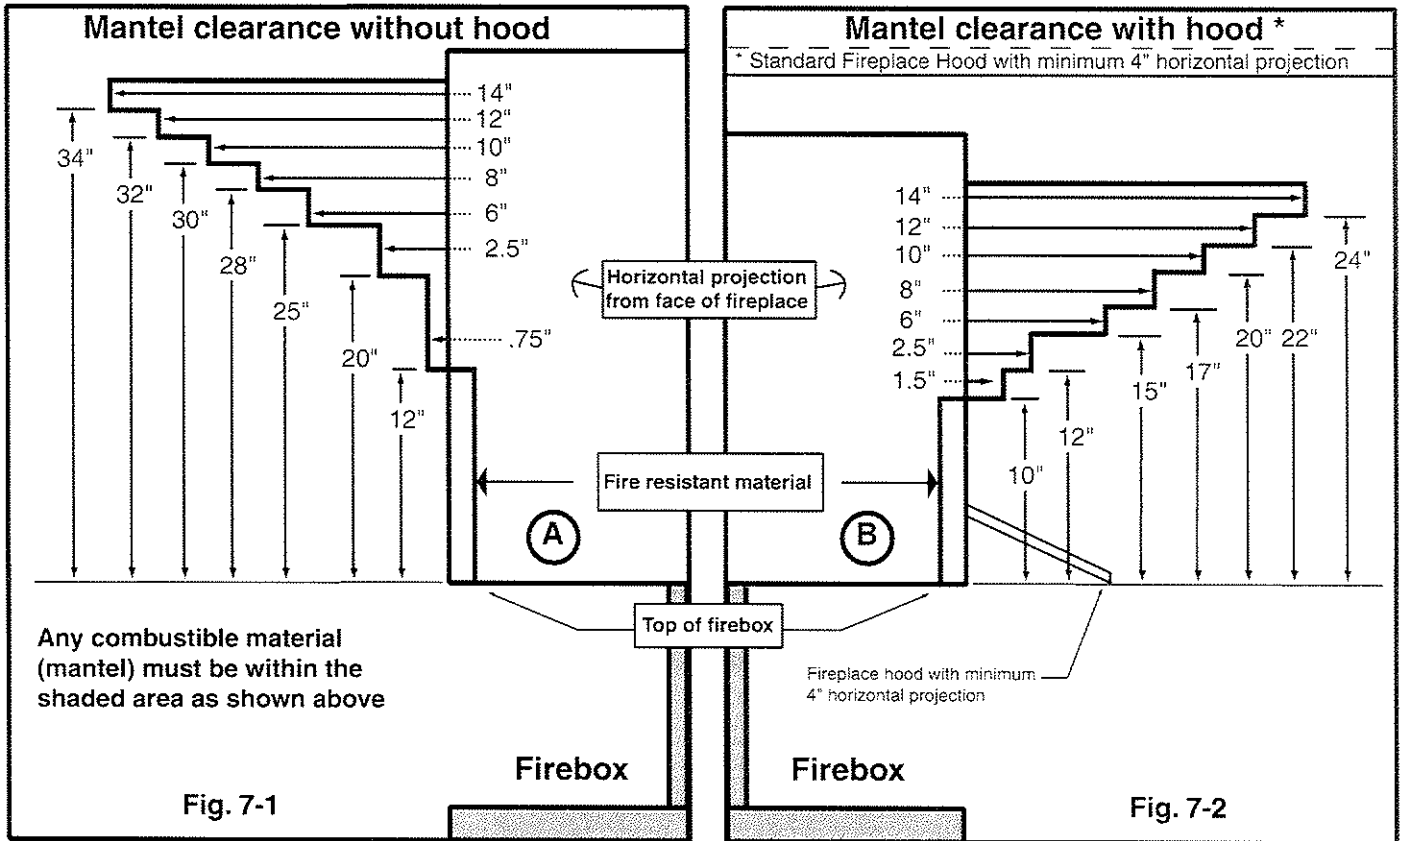 Mantel clearance without hood
14"
12"
10"
8"
6"
2.5"
.75"
34"
32"
30"
28"
25"
20"
12"
A
Any combustible material
(mantel) must be within the
shaded area as shown above
Firebox
Fig. 7-1
Horizontal projection
from face of fireplace
Fire resistant material
Top of firebox
Mantel clearance with hood *
* Standard Fireplace Hood with minimum 4" horizontal projection
14"
12"
10"
8"
6"
2.5"
1.5"
10"
12"
15"
17"
20"
22"
24"
B
Fireplace hood with minimum
4" horizontal projection
Firebox
Fig. 7-2